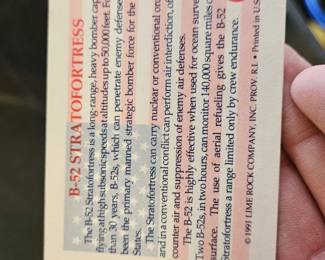 B-52 STRATOFORTRESS
The B-52 Stratofortress is a long-range, heavy bomber cap
flying at high subsonic speeds at altitudes up to 50,000 feet. Fo
than 30 years, B-52s, which can penetrate enemy defenses
been the primary manned strategic bomber force for the
States.
The Stratofortress can carry nuclear or conventional ord
and in a conventional conflict can perform air interdiction, of
counter air and suppression of enemy air defenses.
The B-52 is highly effective when used for ocean survei
Two B-52s, in two hours, can monitor 140,000 square miles o
surface. The use of aerial refueling gives the B-52
Stratofortress a range limited only by crew endurance.
© 1991 LIME ROCK COMPANY, INC. PROV. R.I. • Printed in U.S.